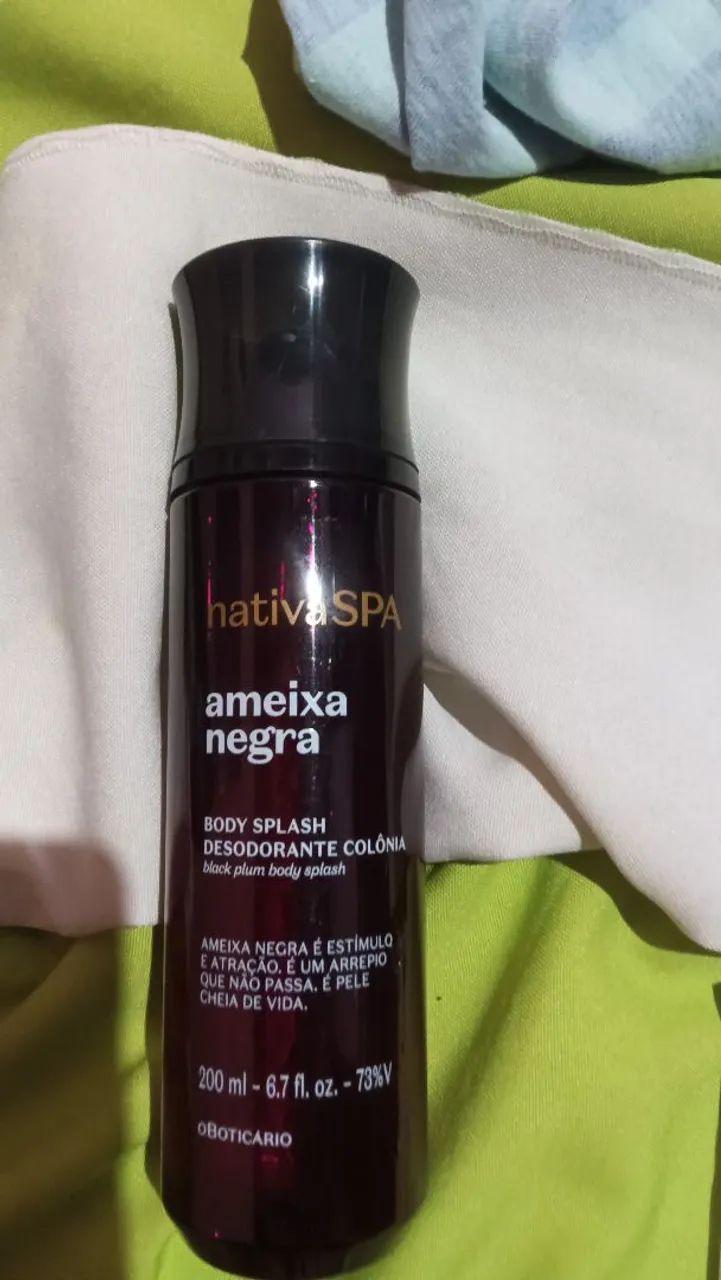 nativaSPA
ameixa
negra
BODY SPLASH
DESODORANTE COLÔNIA
black plum body splash
AMEIXA NEGRA É ESTÍMULO
E ATRAÇÃO. É UM ARREPIO
QUE NÃO PASSA. É PELE
CHEIA DE VIDA.
200 ml - 6.7 fl. oz. - 73%V
oBOTICÁRIO